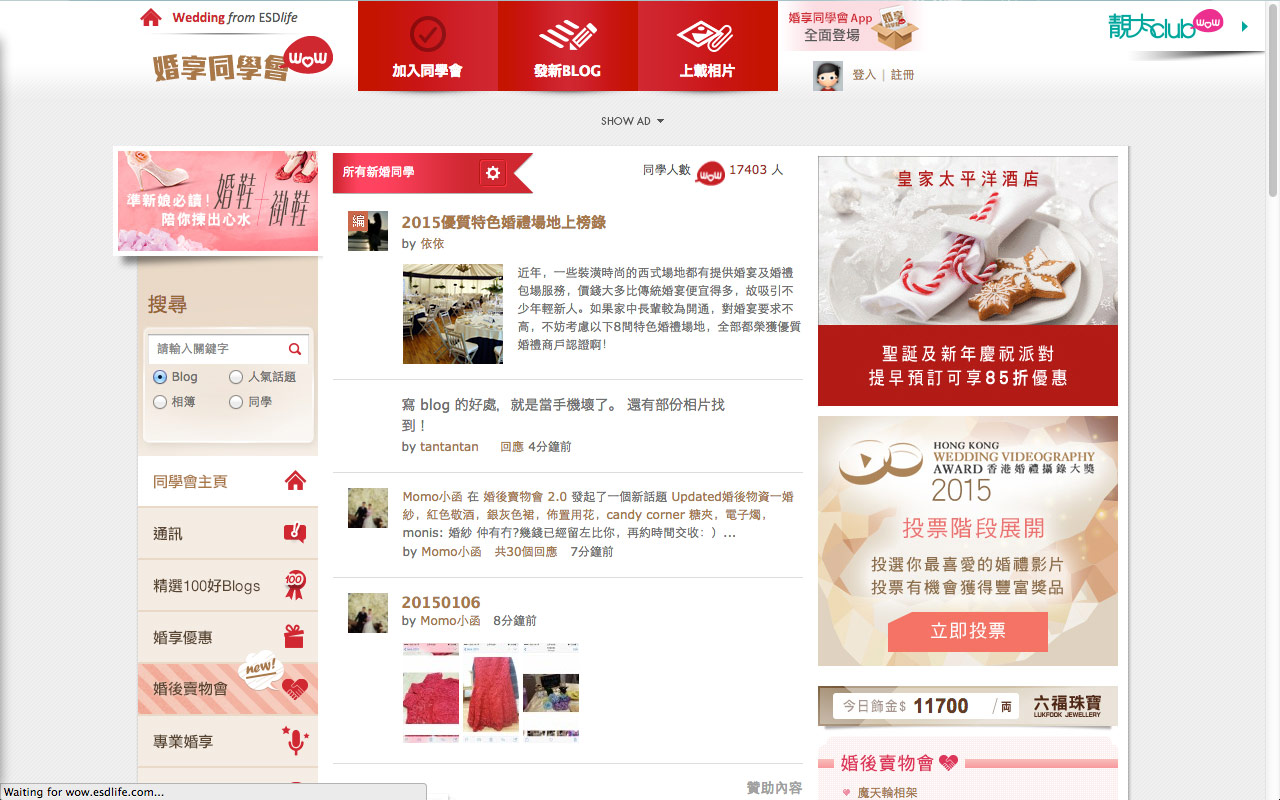 Wedding from ESDlife
婚享同學會 WOW
加入同學會
發新BLOG
上載相片
婚享同學會 App
全面登場
登入 | 註冊
靚太club WOW
SHOW AD
準新娘必讀！
陪你揀出心水
婚鞋+褂鞋
搜尋
請輸入關鍵字
Blog 人氣話題
相簿 同學
同學會主頁
通訊
精選100好Blogs
100
婚享優惠
new!
婚後賣物會
專業婚享
所有新婚同學
同學人數 WOW 17403 人
編
2015優質特色婚禮場地上榜錄
by 依依
近年，一些裝潢時尚的西式場地都有提供婚宴及婚禮
包場服務，價錢大多比傳統婚宴便宜得多，故吸引不
少年輕新人。如果家中長輩較為開通，對婚宴要求不
高，不妨考慮以下8間特色婚禮場地，全部都榮獲優質
婚禮商戶認證啊！
寫 blog 的好處，就是當手機壞了。 還有部份相片找
到！
by tantantan 回應 4分鐘前
Momo小函 在 婚後賣物會 2.0 發起了一個新話題 Updated婚後物資一婚
紗，紅色敬酒，銀灰色裙，佈置用花，candy corner 糖夾，電子燭，
monis: 婚紗 仲有冇?幾錢已經留左比你，再約時間交收：）...
by Momo小函 共30個回應 7分鐘前
20150106
by Momo小函 8分鐘前
贊助內容
皇家太平洋酒店
聖誕及新年慶祝派對
提早預訂可享85折優惠
HONG KONG
WEDDING VIDEOGRAPHY
AWARD 香港婚禮攝錄大獎
2015
投票階段展開
投選你最喜愛的婚禮影片
投票有機會獲得豐富獎品
立即投票
今日飾金$ 11700 /両
六福珠寶
LUKFOOK JEWELLERY
婚後賣物會
魔天輪相架
Waiting for wow.esdlife.com...